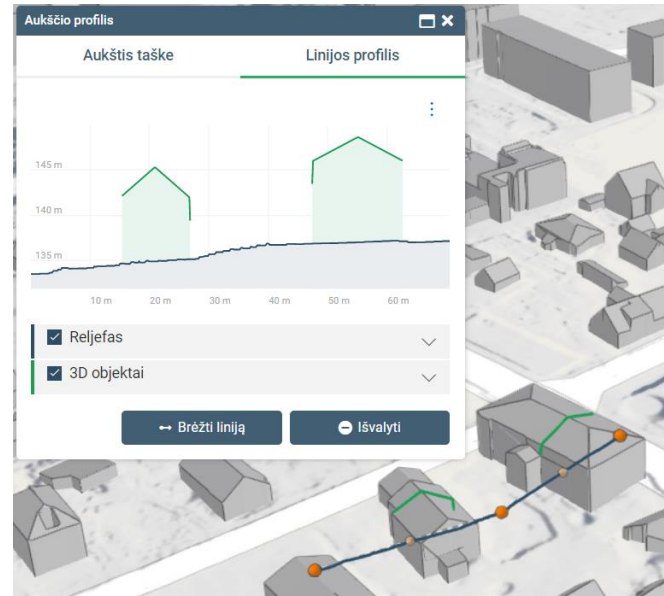 Aukščio profilis
Aukštis taške
Linijos profilis
145 m
140 m
135 m
10 m 20 m 30 m 40 m 50 m 60 m
Reljefas
3D objektai
Brėžti liniją
Išvalyti